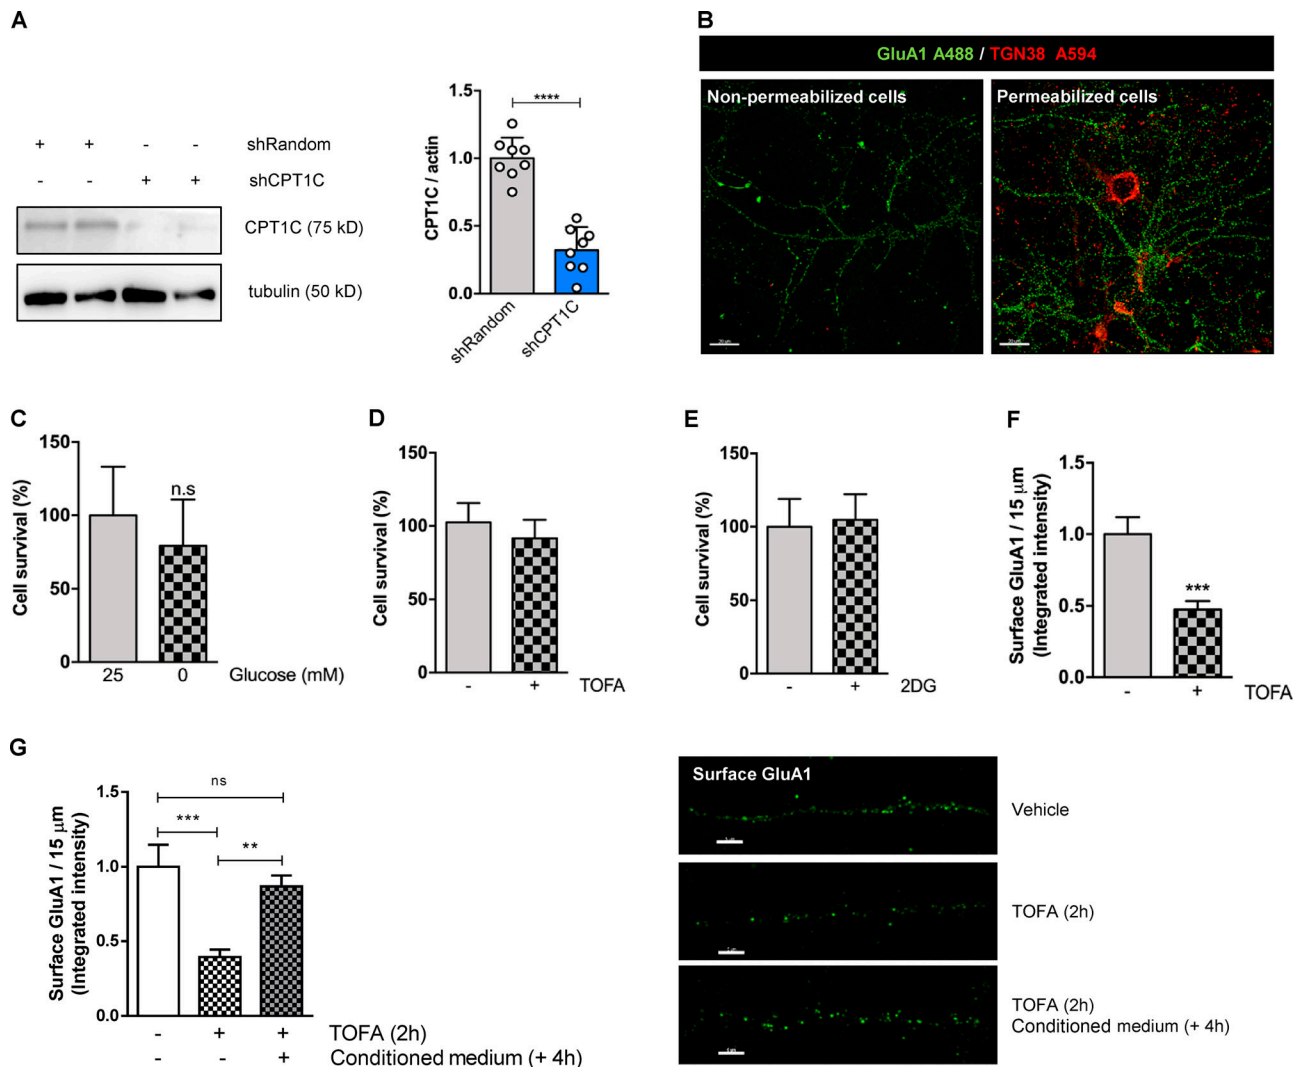 A
+ + - - shRandom
- - + + shCPT1C
CPT1C (75 kD)
tubulin (50 kD)
CPT1C / actin
1.5
1.0
0.5
0.0
****
shRandom
shCPT1C
B
GluA1 A488 / TGN38 A594
Non-permeabilized cells
Permeabilized cells
C
Cell survival (%)
150
100
50
0
n.s
25 0 Glucose (mM)
D
Cell survival (%)
150
100
50
0
- + TOFA
E
Cell survival (%)
150
100
50
0
- + 2DG
F
Surface GluA1 / 15 μm
(Integrated intensity)
1.5
1.0
0.5
0.0
***
- + TOFA
G
Surface GluA1 / 15 μm
(Integrated intensity)
1.5
1.0
0.5
0.0
ns
***
**
- + + TOFA (2h)
- - + Conditioned medium (+ 4h)
Surface GluA1
Vehicle
TOFA (2h)
TOFA (2h)
Conditioned medium (+ 4h)